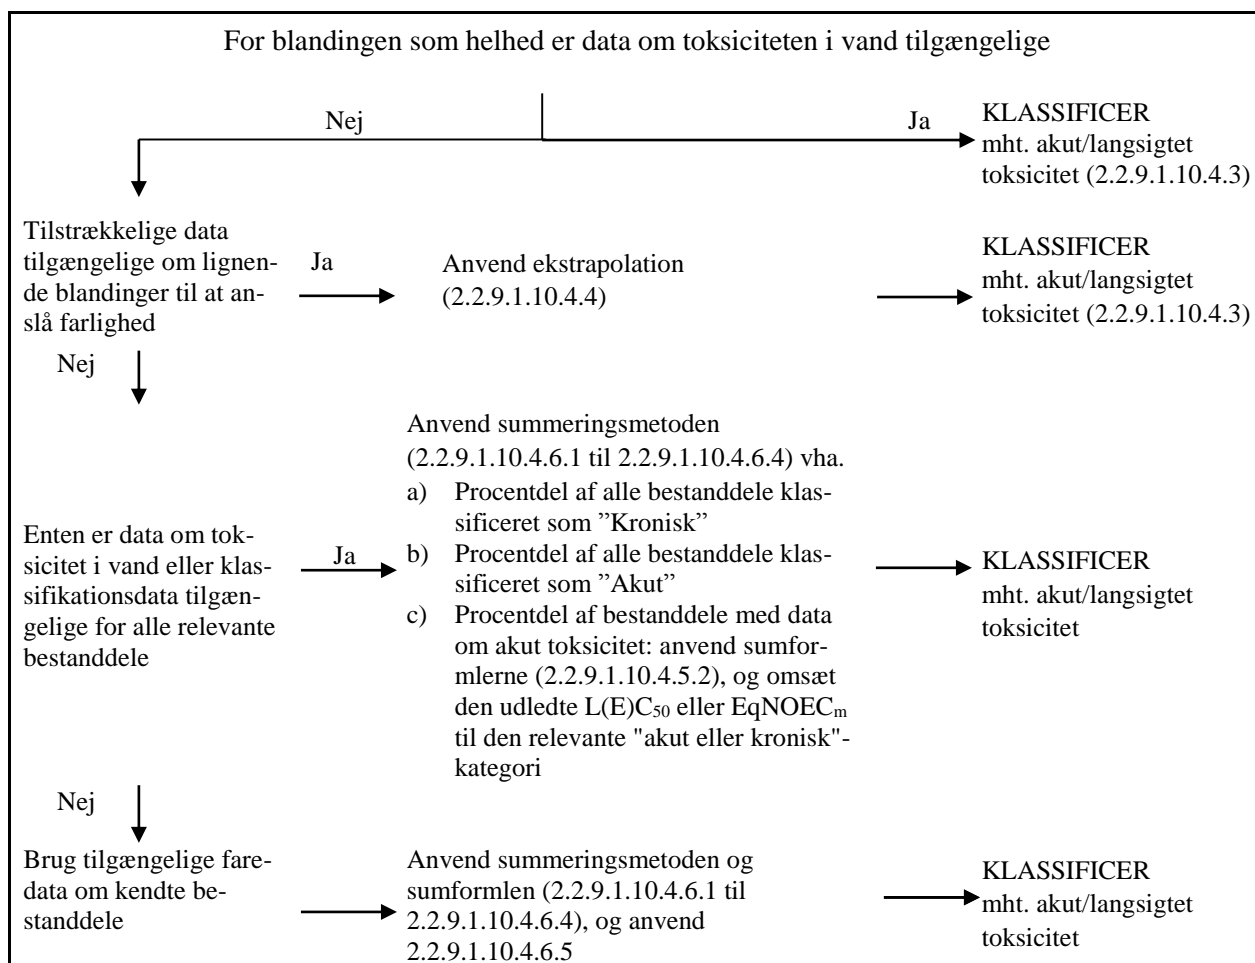 For blandingen som helhed er data om toksiciteten i vand tilgængelige
Nej
Ja
KLASSIFICER
mht. akut/langsigtet
toksicitet (2.2.9.1.10.4.3)
Tilstrækkelige data
tilgængelige om lignen-
de blandinger til at an-
slå farlighed
Ja
Anvend ekstrapolation
(2.2.9.1.10.4.4)
KLASSIFICER
mht. akut/langsigtet
toksicitet (2.2.9.1.10.4.3)
Nej
Enten er data om tok-
sicitet i vand eller klas-
sifikationsdata tilgæn-
gelige for alle relevante
bestanddele
Ja
Anvend summeringsmetoden
(2.2.9.1.10.4.6.1 til 2.2.9.1.10.4.6.4) vha.
a) Procentdel af alle bestanddele klas-
sificeret som ”Kronisk”
b) Procentdel af alle bestanddele klas-
sificeret som ”Akut”
c) Procentdel af bestanddele med data
om akut toksicitet: anvend sumfor-
mlerne (2.2.9.1.10.4.5.2), og omsæt
den udledte L(E)C₅₀ eller EqNOECₘ
til den relevante "akut eller kronisk"-
kategori
KLASSIFICER
mht. akut/langsigtet
toksicitet
Nej
Brug tilgængelige fare-
data om kendte be-
standdele
Anvend summeringsmetoden og
sumformlen (2.2.9.1.10.4.6.1 til
2.2.9.1.10.4.6.4), og anvend
2.2.9.1.10.4.6.5
KLASSIFICER
mht. akut/langsigtet
toksicitet